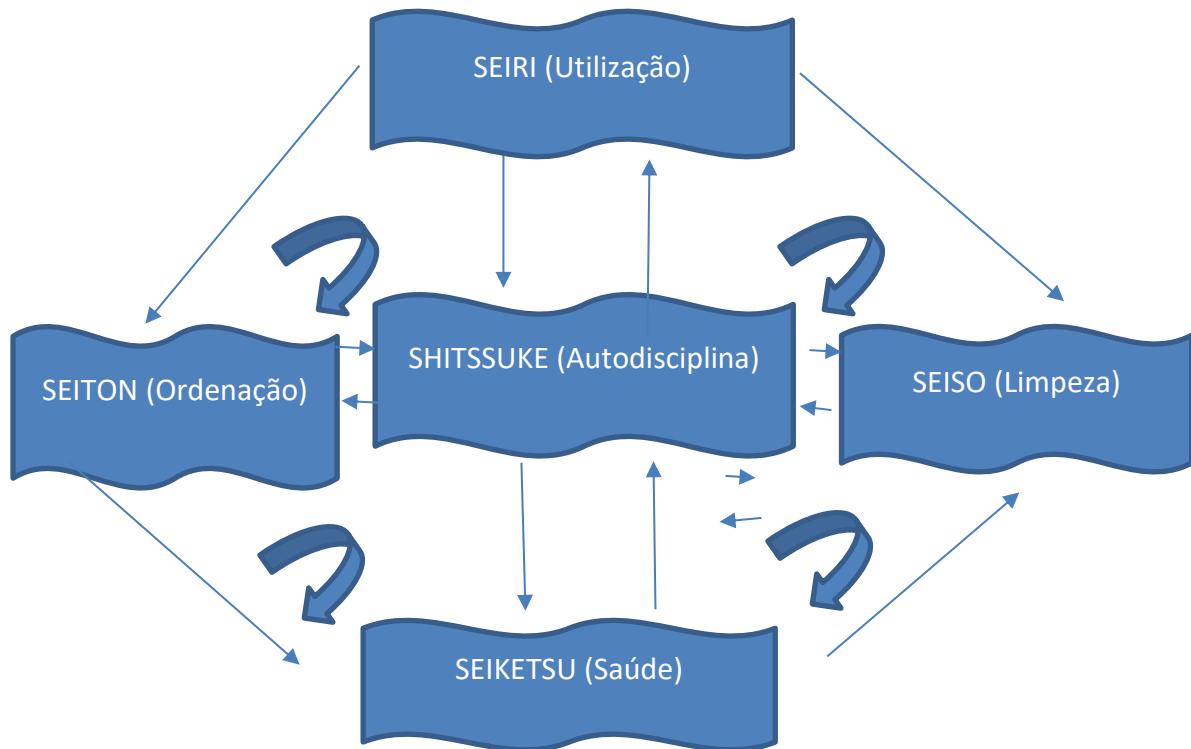 SEIRI (Utilização)
SHITSSUKE (Autodisciplina)
SEITON (Ordenação)
SEISO (Limpeza)
SEIKETSU (Saúde)